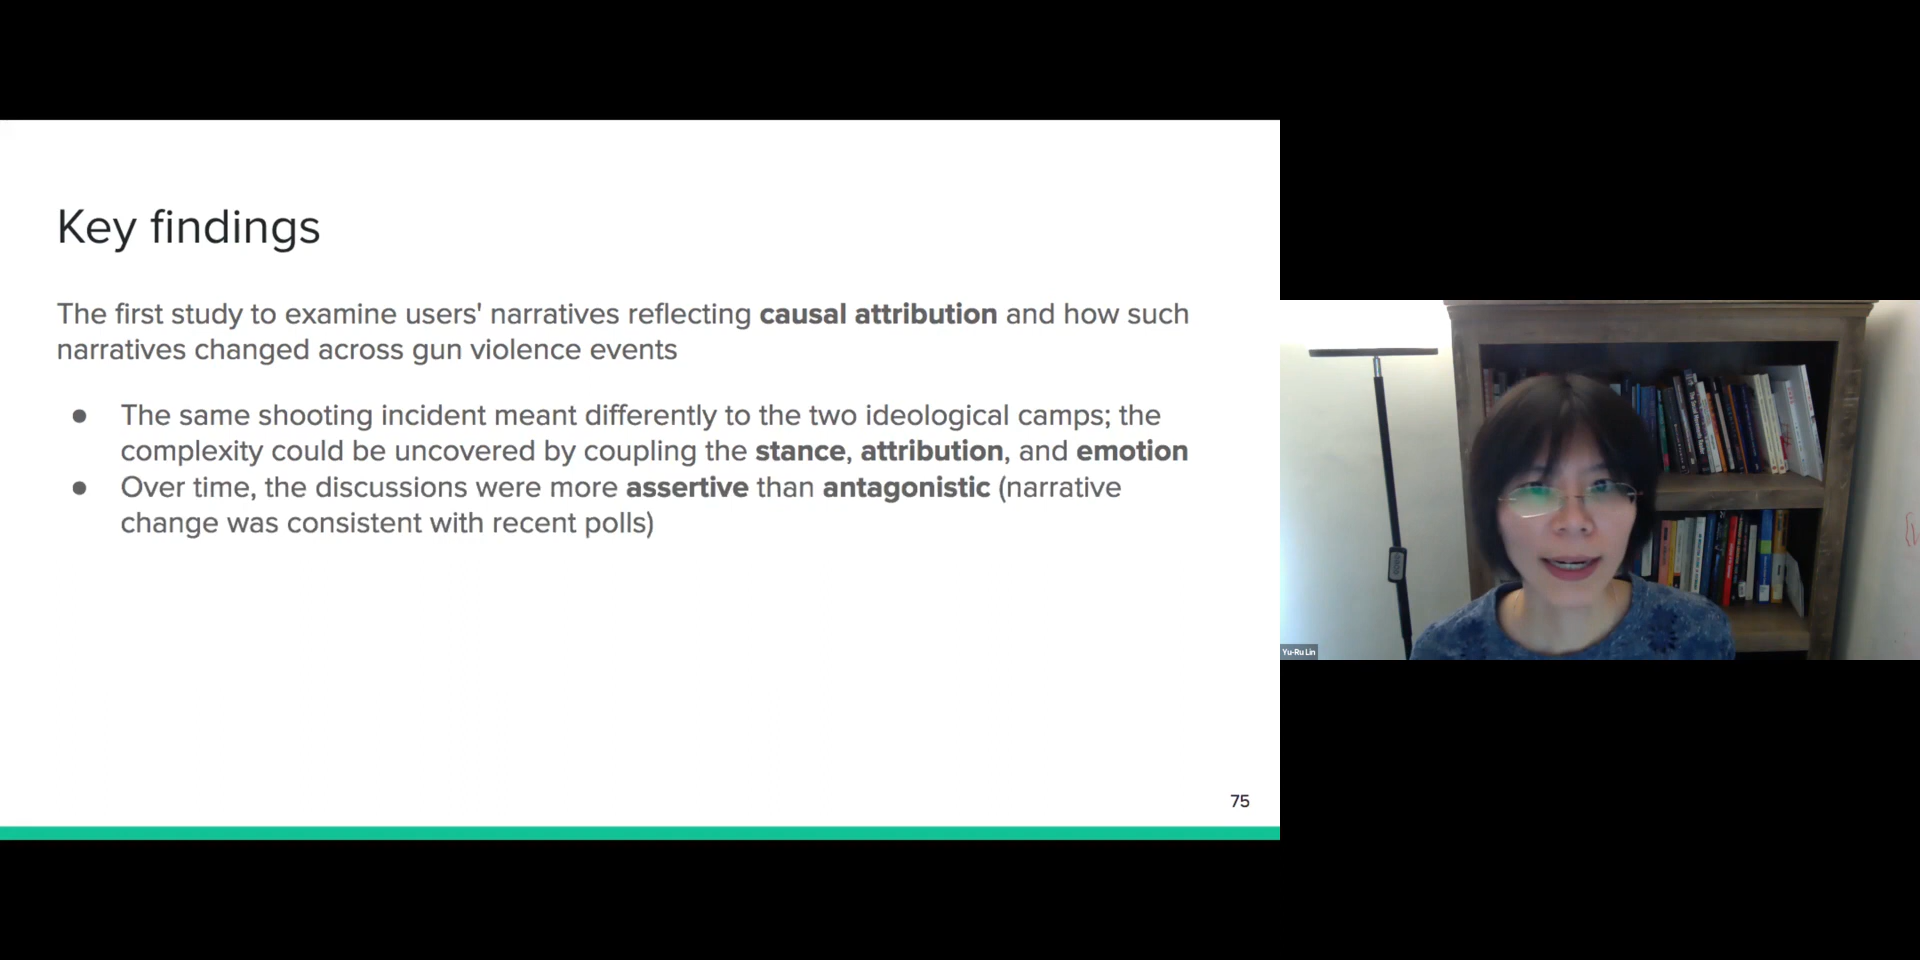 Key findings
The first study to examine users' narratives reflecting causal attribution and how such
narratives changed across gun violence events
● The same shooting incident meant differently to the two ideological camps; the
complexity could be uncovered by coupling the stance, attribution, and emotion
● Over time, the discussions were more assertive than antagonistic (narrative
change was consistent with recent polls)
75
Yu-Ru Lin